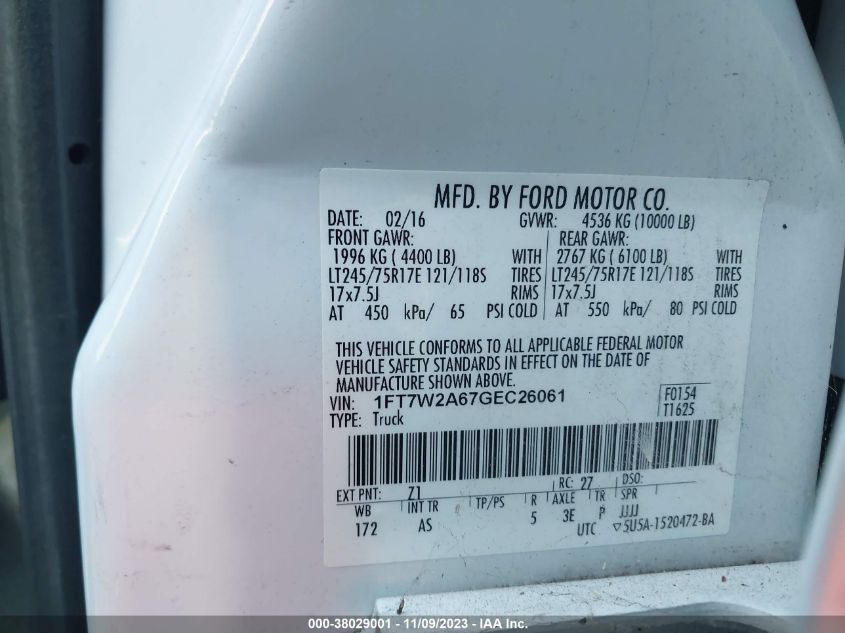 MFD. BY FORD MOTOR CO.
DATE: 02/16 GVWR: 4536 KG (10000 LB)
FRONT GAWR: REAR GAWR:
1996 KG ( 4400 LB) WITH 2767 KG ( 6100 LB) WITH
LT245/75R17E 121/118S TIRES LT245/75R17E 121/118S TIRES
17x7.5J RIMS 17x7.5J RIMS
AT 450 kPa/ 65 PSI COLD AT 550 kPa/ 80 PSI COLD
THIS VEHICLE CONFORMS TO ALL APPLICABLE FEDERAL MOTOR
VEHICLE SAFETY STANDARDS IN EFFECT ON THE DATE OF
MANUFACTURE SHOWN ABOVE.
VIN: 1FT7W2A67GEC26061 F0154
TYPE: Truck T1625
EXT PNT: Z1 RC: 27 DSO:
WB INT TR TP/PS R AXLE TR SPR
172 AS 5 3E P JJJJ
UTC ▽5U5A-1520472-BA
000-38029001 - 11/09/2023 - IAA Inc.